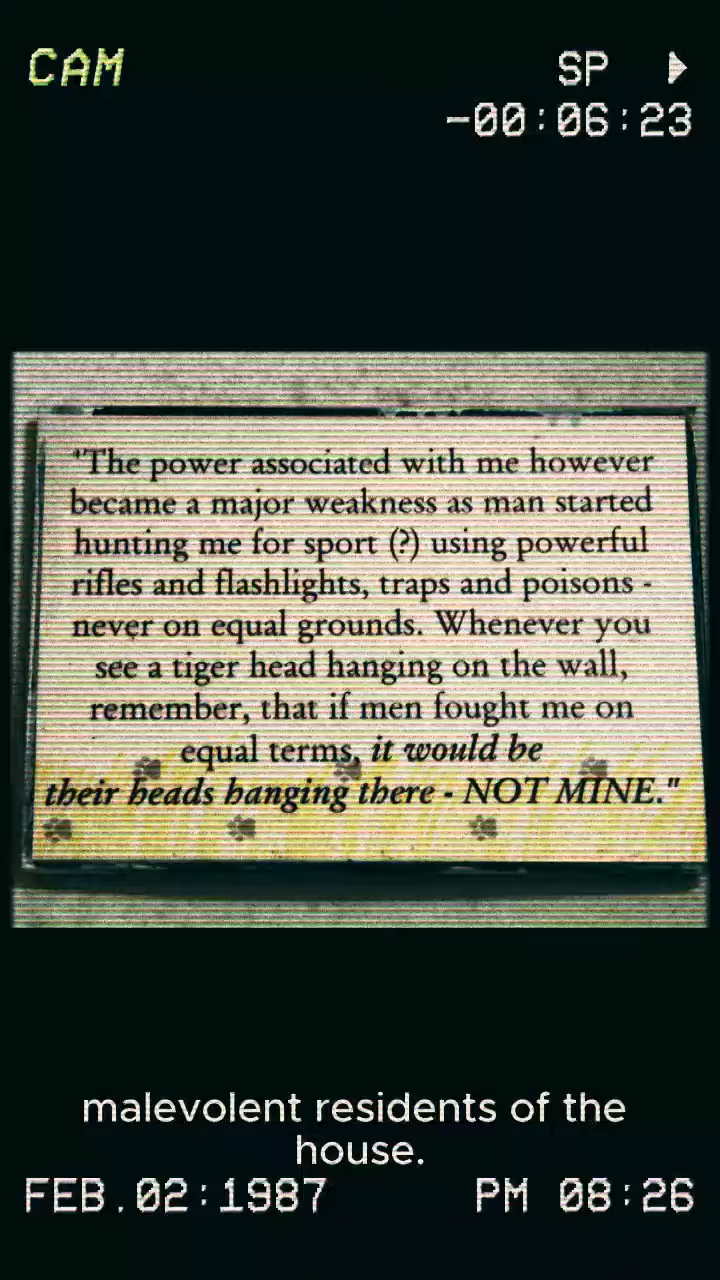 CAM
SP
-00:06:23
"The power associated with me however
became a major weakness as man started
hunting me for sport (?) using powerful
rifles and flashlights, traps and poisons -
never on equal grounds. Whenever you
see a tiger head hanging on the wall,
remember, that if men fought me on
equal terms, it would be
their heads hanging there - NOT MINE."
malevolent residents of the
house.
FEB.02:1987 PM 08:26